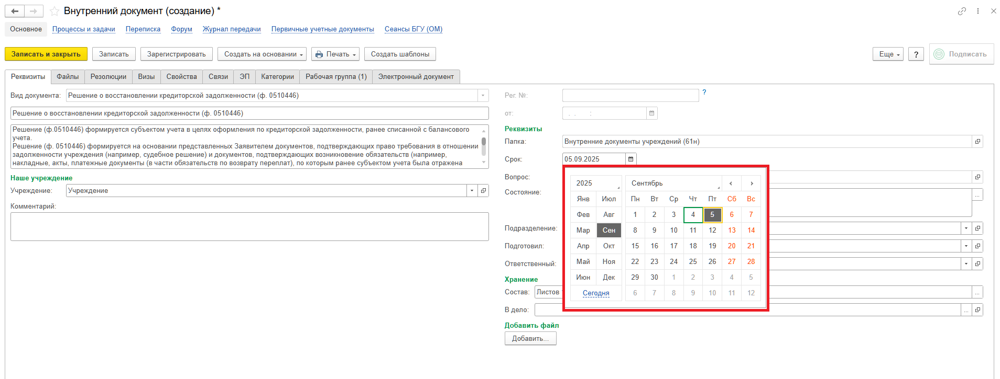 Внутренний документ (создание) *
Основное Процессы и задачи Переписка Форум Журнал передачи Первичные учетные документы Сеансы БГУ (ОМ)
Записать и закрыть Записать Зарегистрировать Создать на основании Печать Создать шаблоны Еще ? Подписать
Реквизиты Файлы Резолюции Визы Свойства Связи ЭП Категории Рабочая группа (1) Электронный документ
Вид документа: Решение о восстановлении кредиторской задолженности (ф. 0510446)
Решение о восстановлении кредиторской задолженности (ф. 0510446)
Решение (ф.0510446) формируется субъектом учета в целях оформления по кредиторской задолженности, ранее списанной с балансового
учета.
Решение (ф. 0510446) формируется на основании представленных Заявителем документов, подтверждающих право требования в отношении
задолженности учреждения (например, судебное решение) и документов, подтверждающих возникновение обязательств (например,
накладные, акты, платежные документы (в части обязательств по возврату переплат), по которым ранее субъектом учета была отражена
Наше учреждение
Учреждение: Учреждение
Комментарий:
Рег. №: ?
от: . . :
Реквизиты
Папка: Внутренние документы учреждений (61н)
Срок: 05.09.2025
Вопрос:
Состояние: ...
Подразделение:
Подготовил:
Ответственный:
Хранение
Состав: Листов ...
В дело: ...
Добавить файл
Добавить...
2025 Сентябрь
Янв Июл Пн Вт Ср Чт Пт Сб Вс
Фев Авг 1 2 3 4 5 6 7
Мар Сен 8 9 10 11 12 13 14
Апр Окт 15 16 17 18 19 20 21
Май Ноя 22 23 24 25 26 27 28
Июн Дек 29 30 1 2 3 4 5
Сегодня 6 7 8 9 10 11 12